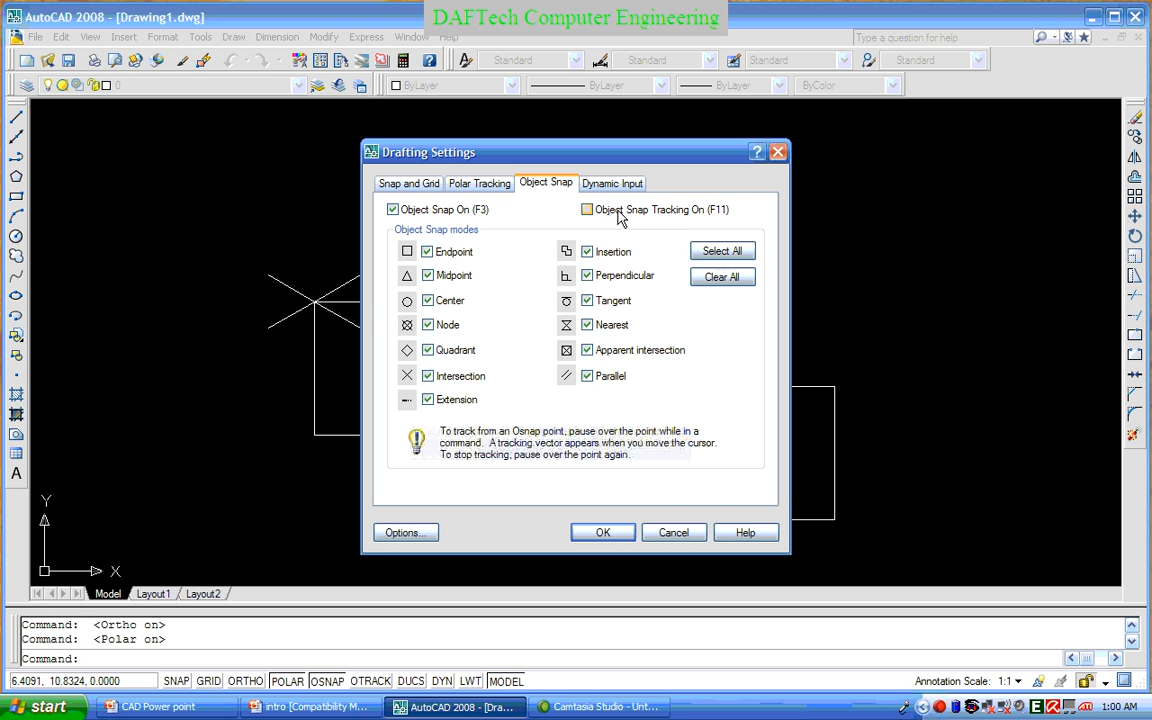 AutoCAD 2008 - [Drawing1.dwg]
DAFTech Computer Engineering
File Edit View Insert Format Tools Draw Dimension Modify Express Window Help
Type a question for help
Standard Standard Standard Standard
0 ByLayer ByLayer ByLayer ByColor
Drafting Settings
Snap and Grid Polar Tracking Object Snap Dynamic Input
Object Snap On (F3) Object Snap Tracking On (F11)
Object Snap modes
Endpoint Insertion Select All
Midpoint Perpendicular Clear All
Center Tangent
Node Nearest
Quadrant Apparent intersection
Intersection Parallel
Extension
To track from an Osnap point, pause over the point while in a
command. A tracking vector appears when you move the cursor.
To stop tracking, pause over the point again.
Options... OK Cancel Help
A
Y
X
Model Layout1 Layout2
Command: <Ortho on>
Command: <Polar on>
Command:
6.4091, 10.8324, 0.0000 SNAP GRID ORTHO POLAR OSNAP OTRACK DUCS DYN LWT MODEL Annotation Scale: 1:1
start CAD Power point intro [Compatibility M... AutoCAD 2008 - [Dra... Camtasia Studio - Unt... 1:00 AM